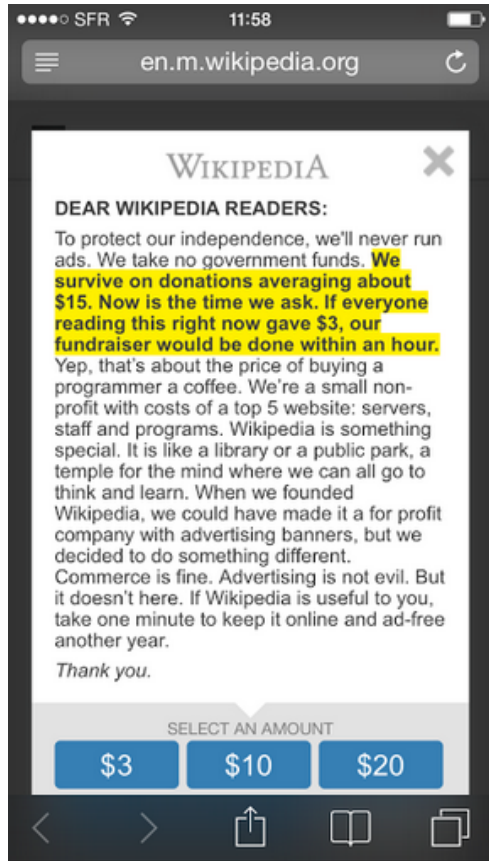 SFR 11:58
en.m.wikipedia.org
WIKIPEDIA
DEAR WIKIPEDIA READERS:
To protect our independence, we'll never run
ads. We take no government funds. We
survive on donations averaging about
$15. Now is the time we ask. If everyone
reading this right now gave $3, our
fundraiser would be done within an hour.
Yep, that's about the price of buying a
programmer a coffee. We're a small non-
profit with costs of a top 5 website: servers,
staff and programs. Wikipedia is something
special. It is like a library or a public park, a
temple for the mind where we can all go to
think and learn. When we founded
Wikipedia, we could have made it a for profit
company with advertising banners, but we
decided to do something different.
Commerce is fine. Advertising is not evil. But
it doesn't here. If Wikipedia is useful to you,
take one minute to keep it online and ad-free
another year.
Thank you.
SELECT AN AMOUNT
$3 $10 $20